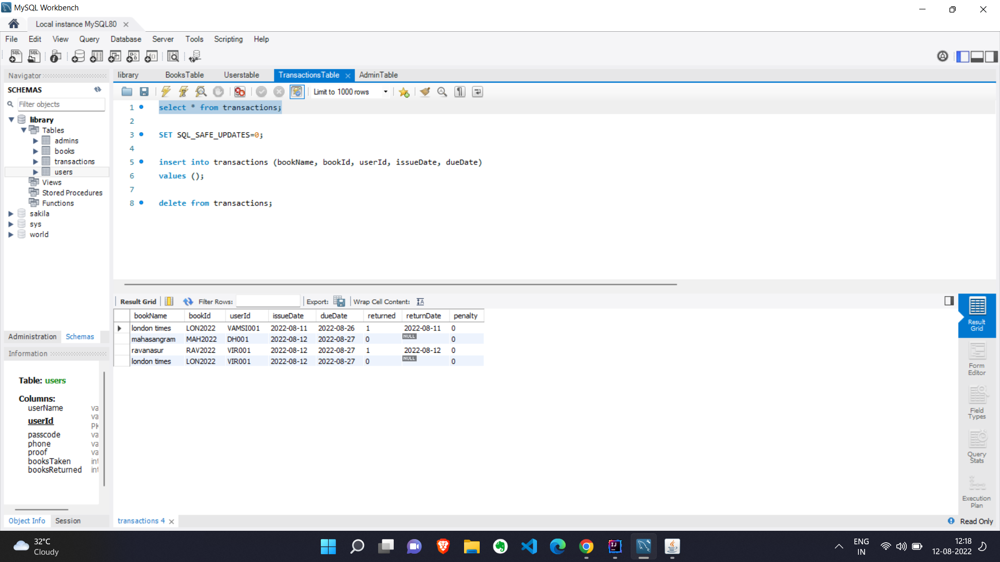 MySQL Workbench
Local instance MySQL80
File Edit View Query Database Server Tools Scripting Help
Navigator
SCHEMAS
Filter objects
library
Tables
admins
books
transactions
users
Views
Stored Procedures
Functions
sakila
sys
world
Administration Schemas
Information
Table: users
Columns:
userName va
userId va
PK
passcode va
phone va
proof va
booksTaken int
booksReturned int
Object Info Session
library BooksTable Userstable TransactionsTable AdminTable
Limit to 1000 rows
1 select * from transactions;
2
3 SET SQL_SAFE_UPDATES=0;
4
5 insert into transactions (bookName, bookId, userId, issueDate, dueDate)
6 values ();
7
8 delete from transactions;
Result Grid Filter Rows: Export: Wrap Cell Content: IA
bookName bookId userId issueDate dueDate returned returnDate penalty
london times LON2022 VAMSI001 2022-08-11 2022-08-26 1 2022-08-11 0
mahasangram MAH2022 DH001 2022-08-12 2022-08-27 0 NULL 0
ravanasur RAV2022 VIR001 2022-08-12 2022-08-27 1 2022-08-12 0
london times LON2022 VIR001 2022-08-12 2022-08-27 0 NULL 0
Result
Grid
Form
Editor
Field
Types
Query
Stats
Execution
Plan
transactions 4
Read Only
32°C
Cloudy
ENG
IN
12:18
12-08-2022